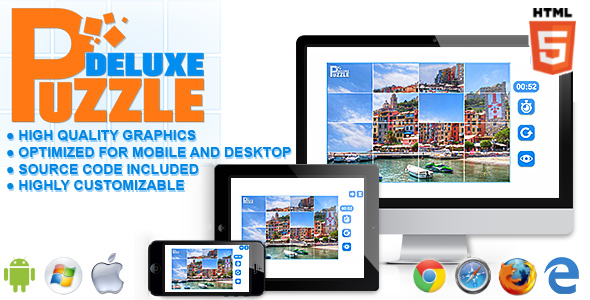 PUZZLE
DELUXE
● HIGH QUALITY GRAPHICS
● OPTIMIZED FOR MOBILE AND DESKTOP
● SOURCE CODE INCLUDED
● HIGHLY CUSTOMIZABLE
HTML
5
00:52